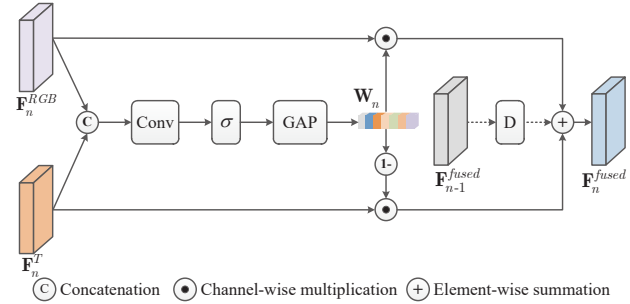 F_n^{RGB}
C
Conv
σ
GAP
W_n
1-
F_{n-1}^{fused}
D
+
F_n^{fused}
F_n^T
C Concatenation
Channel-wise multiplication
+ Element-wise summation